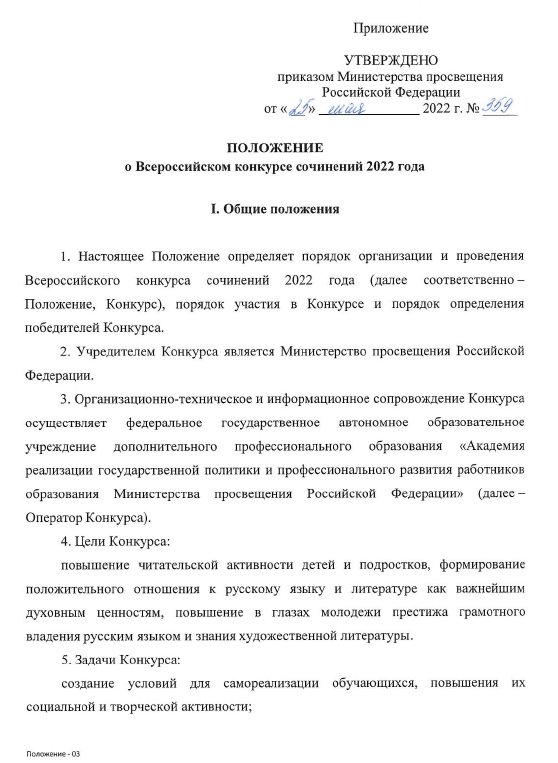 Приложение
УТВЕРЖДЕНО
приказом Министерства просвещения
Российской Федерации
от «25» мая 2022 г. № 359
ПОЛОЖЕНИЕ
о Всероссийском конкурсе сочинений 2022 года
I. Общие положения
1. Настоящее Положение определяет порядок организации и проведения
Всероссийского конкурса сочинений 2022 года (далее соответственно –
Положение, Конкурс), порядок участия в Конкурсе и порядок определения
победителей Конкурса.
2. Учредителем Конкурса является Министерство просвещения Российской
Федерации.
3. Организационно-техническое и информационное сопровождение Конкурса
осуществляет федеральное государственное автономное образовательное
учреждение дополнительного профессионального образования «Академия
реализации государственной политики и профессионального развития работников
образования Министерства просвещения Российской Федерации» (далее –
Оператор Конкурса).
4. Цели Конкурса:
повышение читательской активности детей и подростков, формирование
положительного отношения к русскому языку и литературе как важнейшим
духовным ценностям, повышение в глазах молодежи престижа грамотного
владения русским языком и знания художественной литературы.
5. Задачи Конкурса:
создание условий для самореализации обучающихся, повышения их
социальной и творческой активности;
Положение - 03